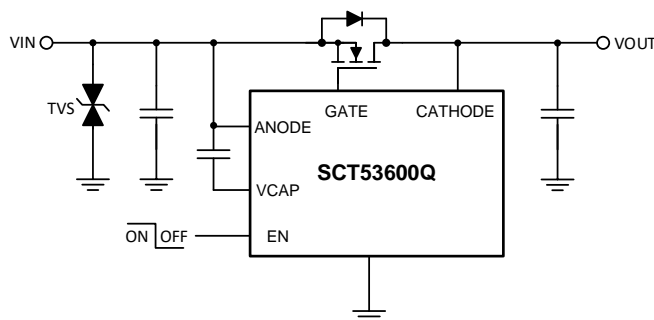 VIN
VOUT
TVS
GATE
CATHODE
ANODE
SCT53600Q
VCAP
ON OFF
EN